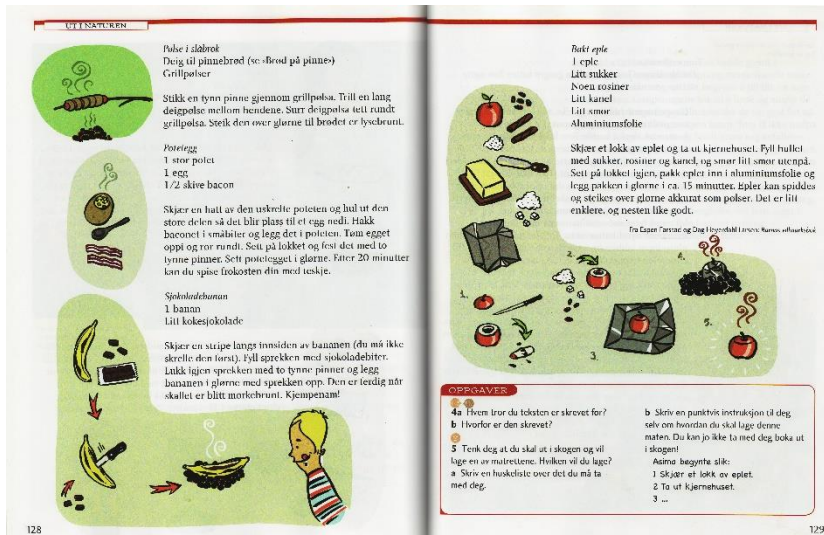 UT I NATUREN
Pølse i slåbrok
Deig til pinnebrød (se «Brød på pinne»)
Grillpølser
Stikk en tynn pinne gjennom grillpølsa. Trill en lang
deigpølse mellom hendene. Surr deigpølsa tett rundt
grillpølsa. Steik den over glørne til brødet er lysebrunt.
Potetegg
1 stor potet
1 egg
1/2 skive bacon
Skjær en hatt av den uskrelte poteten og hul ut den
store delen så det blir plass til et egg nedi. Hakk
baconet i småbiter og legg det i poteten. Tøm egget
oppi og rør rundt. Sett på lokket og fest det med to
tynne pinner. Sett potetegget i glørne. Etter 20 minutter
kan du spise frokosten din med teskje.
Sjokoladebanan
1 banan
Litt kokesjokolade
Skjær en stripe langs innsiden av bananen (du må ikke
skrelle den først). Fyll sprekken med sjokoladebiter.
Lukk igjen sprekken med to tynne pinner og legg
bananen i glørne med sprekken opp. Den er ferdig når
skallet er blitt mørkebrunt. Kjempenam!
128
Bakt eple
1 eple
Litt sukker
Noen rosiner
Litt kanel
Litt smør
Aluminiumsfolie
Skjær et lokk av eplet og ta ut kjernehuset. Fyll hullet
med sukker, rosiner og kanel, og smør litt smør utenpå.
Sett på lokket igjen, pakk eplet inn i aluminiumsfolie og
legg pakken i glørne i ca. 15 minutter. Epler kan spiddes
og steikes over glørne akkurat som pølser. Det er litt
enklere, og nesten like godt.
Fra Espen Farstad og Dag Høyerdahl Larsen: Barnas
1.
2.
3.
4.
5.
OPPGAVER
4a Hvem tror du teksten er skrevet for?
b Hvorfor er den skrevet?
5 Tenk deg at du skal ut i skogen og vil
lage en av matrettene. Hvilken vil du lage?
a Skriv en huskeliste over det du må ta
med deg.
b Skriv en punktvis instruksjon til deg
selv om hvordan du skal lage denne
maten. Du kan jo ikke ta med deg boka ut
i skogen!
Asima begynte slik:
1 Skjær et lokk av eplet.
2 Ta ut kjernehuset.
3 ...
129